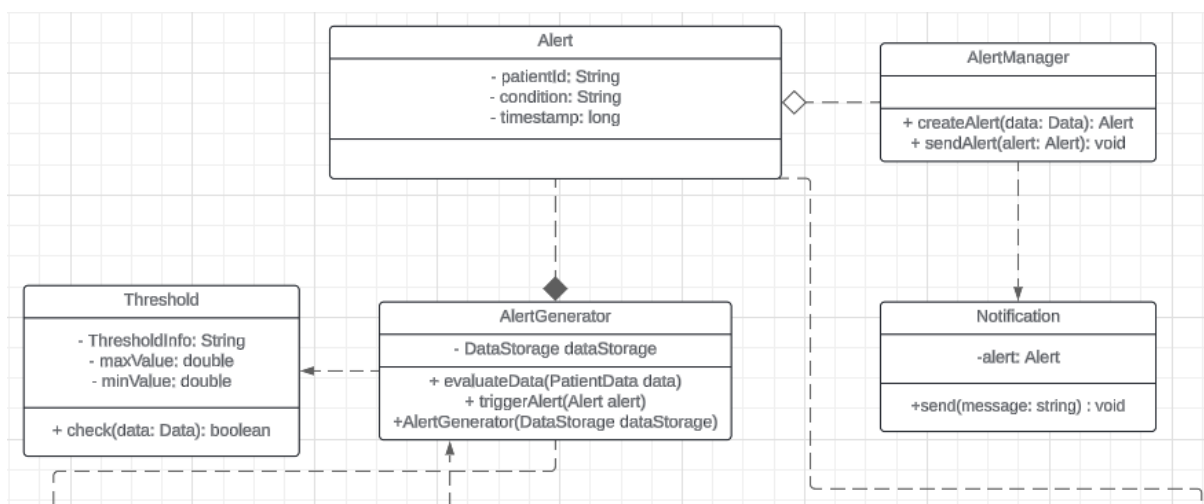 Alert
- patientId: String
- condition: String
- timestamp: long
AlertManager
+ createAlert(data: Data): Alert
+ sendAlert(alert: Alert): void
Threshold
- ThresholdInfo: String
- maxValue: double
- minValue: double
+ check(data: Data): boolean
AlertGenerator
- DataStorage dataStorage
+ evaluateData(PatientData data)
+ triggerAlert(Alert alert)
+AlertGenerator(DataStorage dataStorage)
Notification
-alert: Alert
+send(message: string) : void